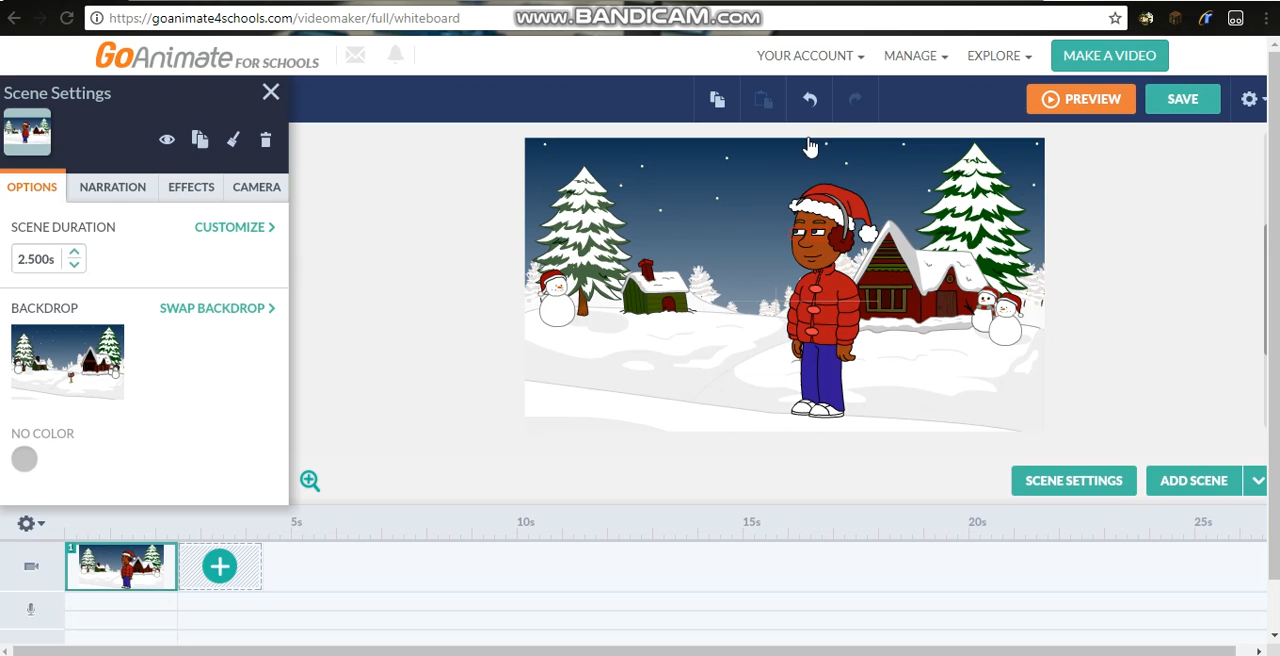 https://goanimate4schools.com/videomaker/full/whiteboard
www.BANDICAM.com
GoAnimate FOR SCHOOLS
YOUR ACCOUNT
MANAGE
EXPLORE
MAKE A VIDEO
Scene Settings
PREVIEW
SAVE
OPTIONS
NARRATION
EFFECTS
CAMERA
SCENE DURATION
CUSTOMIZE >
2.500s
BACKDROP
SWAP BACKDROP >
NO COLOR
SCENE SETTINGS
ADD SCENE
5s 10s 15s 20s 25s
1